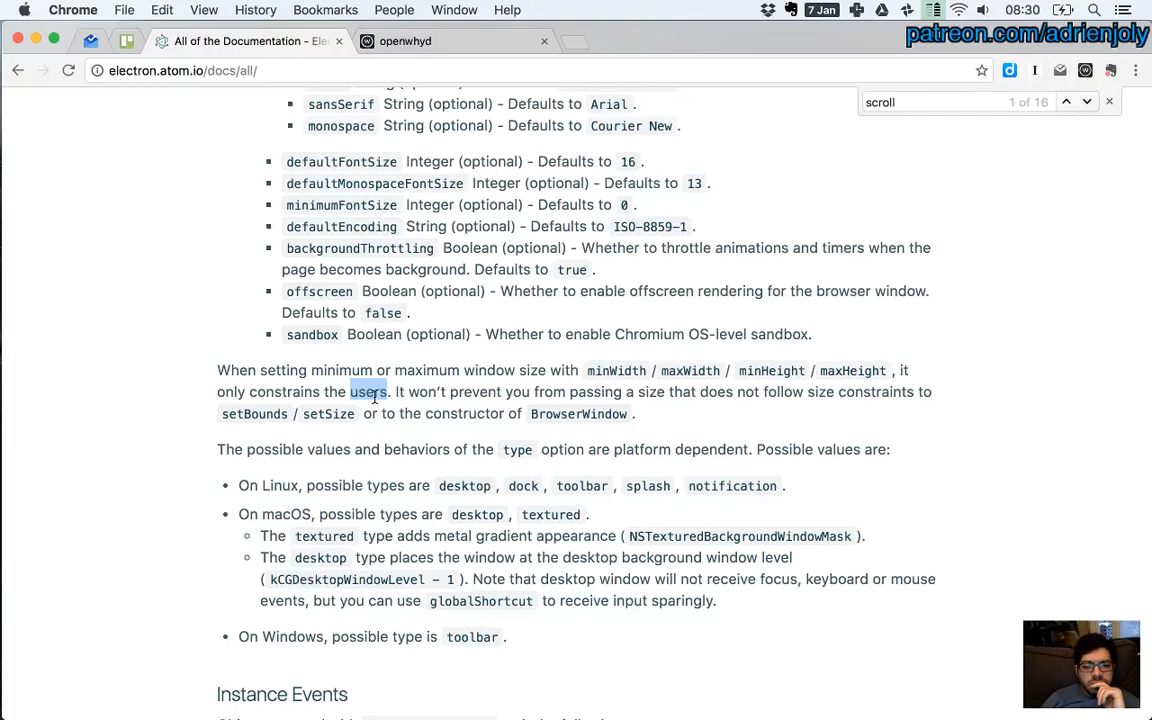 Chrome File Edit View History Bookmarks People Window Help 7 Jan 08:30
patreon.com/adrienjoly
All of the Documentation - Ele × openwhyd ×
electron.atom.io/docs/all/
scroll 1 of 16
sansSerif String (optional) - Defaults to Arial .
monospace String (optional) - Defaults to Courier New .
defaultFontSize Integer (optional) - Defaults to 16 .
defaultMonospaceFontSize Integer (optional) - Defaults to 13 .
minimumFontSize Integer (optional) - Defaults to 0 .
defaultEncoding String (optional) - Defaults to ISO-8859-1 .
backgroundThrottling Boolean (optional) - Whether to throttle animations and timers when the
page becomes background. Defaults to true .
offscreen Boolean (optional) - Whether to enable offscreen rendering for the browser window.
Defaults to false .
sandbox Boolean (optional) - Whether to enable Chromium OS-level sandbox.
When setting minimum or maximum window size with minWidth / maxWidth / minHeight / maxHeight , it
only constrains the users. It won’t prevent you from passing a size that does not follow size constraints to
setBounds / setSize or to the constructor of BrowserWindow .
The possible values and behaviors of the type option are platform dependent. Possible values are:
On Linux, possible types are desktop , dock , toolbar , splash , notification .
On macOS, possible types are desktop , textured .
The textured type adds metal gradient appearance ( NSTexturedBackgroundWindowMask ).
The desktop type places the window at the desktop background window level
( kCGDesktopWindowLevel - 1 ). Note that desktop window will not receive focus, keyboard or mouse
events, but you can use globalShortcut to receive input sparingly.
On Windows, possible type is toolbar .
Instance Events